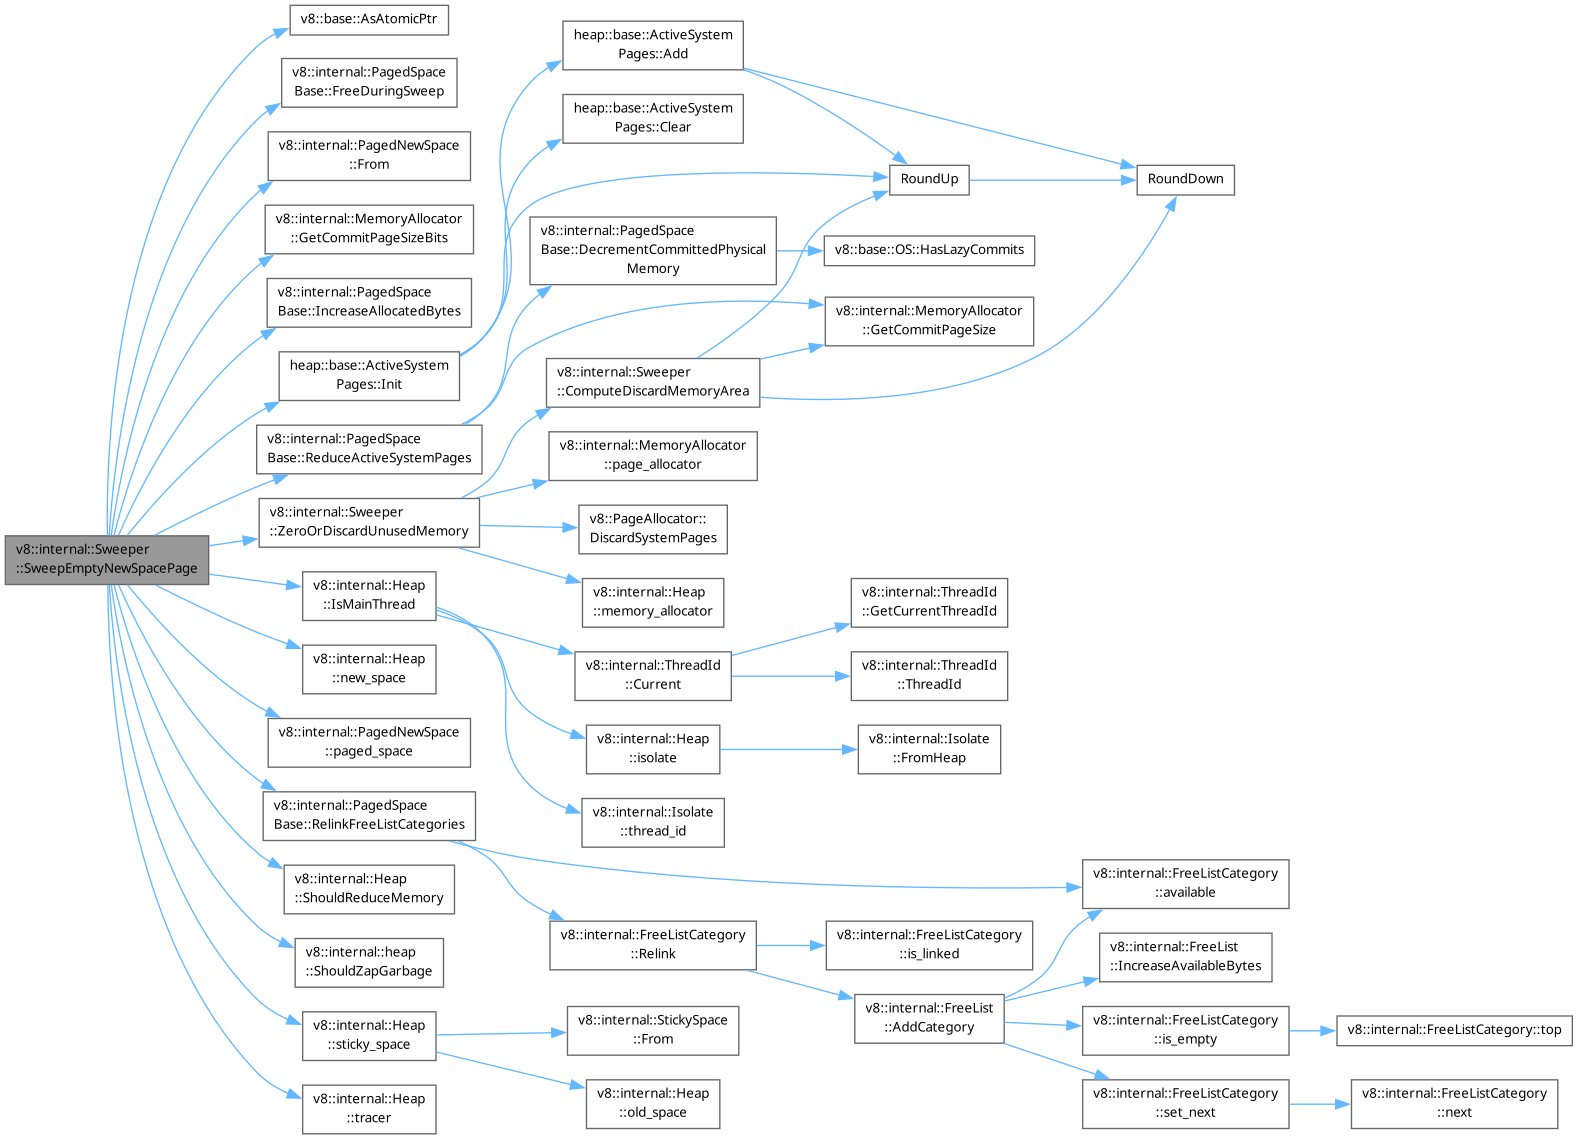 v8::internal::Sweeper
::SweepEmptyNewSpacePage
v8::base::AsAtomicPtr
v8::internal::PagedSpace
Base::FreeDuringSweep
v8::internal::PagedNewSpace
::From
v8::internal::MemoryAllocator
::GetCommitPageSizeBits
v8::internal::PagedSpace
Base::IncreaseAllocatedBytes
heap::base::ActiveSystem
Pages::Init
v8::internal::PagedSpace
Base::ReduceActiveSystemPages
v8::internal::Sweeper
::ZeroOrDiscardUnusedMemory
v8::internal::Heap
::IsMainThread
v8::internal::Heap
::new_space
v8::internal::PagedNewSpace
::paged_space
v8::internal::PagedSpace
Base::RelinkFreeListCategories
v8::internal::Heap
::ShouldReduceMemory
v8::internal::heap
::ShouldZapGarbage
v8::internal::Heap
::sticky_space
v8::internal::Heap
::tracer
heap::base::ActiveSystem
Pages::Add
heap::base::ActiveSystem
Pages::Clear
v8::internal::PagedSpace
Base::DecrementCommittedPhysical
Memory
v8::internal::Sweeper
::ComputeDiscardMemoryArea
v8::internal::MemoryAllocator
::page_allocator
v8::PageAllocator::
DiscardSystemPages
v8::internal::Heap
::memory_allocator
v8::internal::ThreadId
::Current
v8::internal::Heap
::isolate
v8::internal::Isolate
::thread_id
v8::internal::FreeListCategory
::Relink
v8::internal::StickySpace
::From
v8::internal::Heap
::old_space
RoundUp
v8::base::OS::HasLazyCommits
v8::internal::MemoryAllocator
::GetCommitPageSize
v8::internal::ThreadId
::GetCurrentThreadId
v8::internal::ThreadId
::ThreadId
v8::internal::Isolate
::FromHeap
v8::internal::FreeListCategory
::is_linked
v8::internal::FreeList
::AddCategory
RoundDown
v8::internal::FreeListCategory
::available
v8::internal::FreeList
::IncreaseAvailableBytes
v8::internal::FreeListCategory
::is_empty
v8::internal::FreeListCategory
::set_next
v8::internal::FreeListCategory::top
v8::internal::FreeListCategory
::next